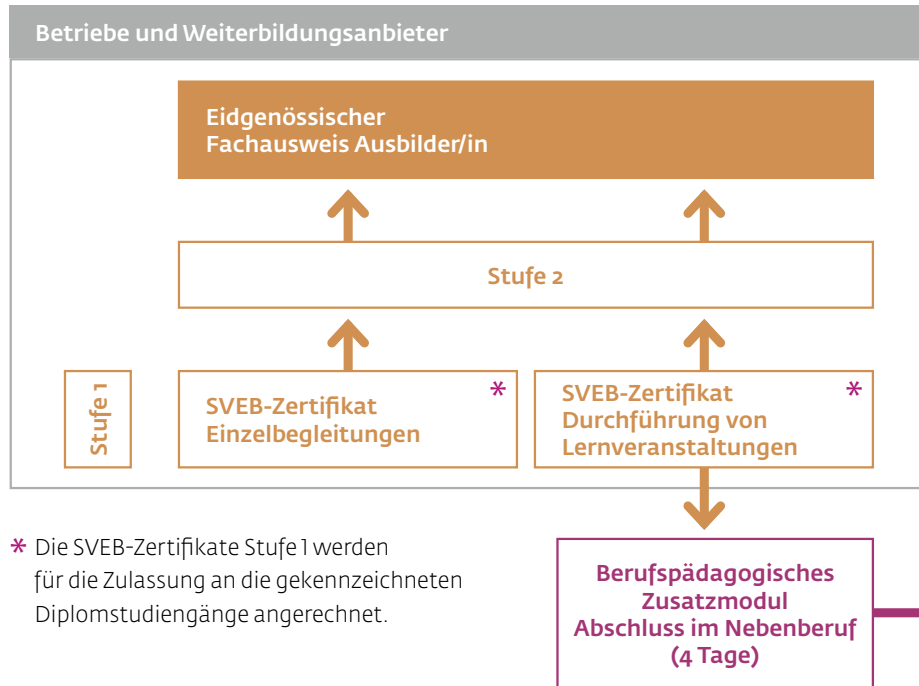 Betriebe und Weiterbildungsanbieter
Eidgenössischer
Fachausweis Ausbilder/in
Stufe 2
Stufe 1
SVEB-Zertifikat
Einzelbegleitungen
*
SVEB-Zertifikat
Durchführung von
Lernveranstaltungen
*
* Die SVEB-Zertifikate Stufe 1 werden
für die Zulassung an die gekennzeichneten
Diplomstudiengänge angerechnet.
Berufspädagogisches
Zusatzmodul
Abschluss im Nebenberuf
(4 Tage)